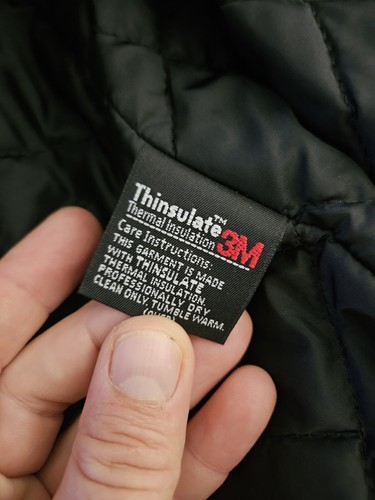 Thinsulate™
Thermal Insulation 3M
Care Instructions:
THIS GARMENT IS MADE
WITH THINSULATE
THERMAL INSULATION.
PROFESSIONALLY DRY
CLEAN ONLY, TUMBLE WARM.